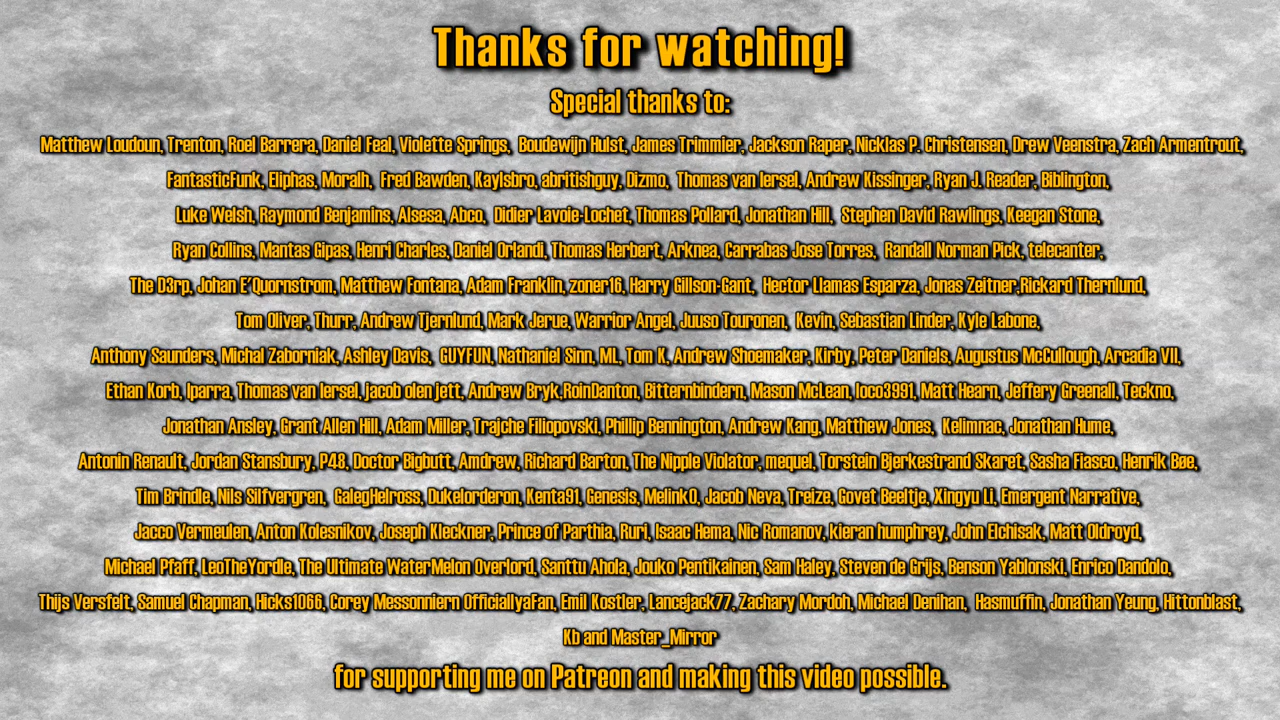 Thanks for watching!
Special thanks to:
Matthew Loudoun, Trenton, Roel Barrera, Daniel Feal, Violette Springs, Boudewijn Hulst, James Trimmier, Jackson Raper, Nicklas P. Christensen, Drew Veenstra, Zach Armentrout,
FantasticFunk, Eliphas, Moralh, Fred Bawden, Kaylsbro, abritishguy, Dizmo, Thomas van Iersel, Andrew Kissinger, Ryan J. Reader, Biblington,
Luke Welsh, Raymond Benjamins, Alsesa, Abco, Didier Lavoie-Lochet, Thomas Pollard, Jonathan Hill, Stephen David Rawlings, Keegan Stone,
Ryan Collins, Mantas Gipas, Henri Charles, Daniel Orlandi, Thomas Herbert, Arknea, Carrabas Jose Torres, Randall Norman Pick, telecanter,
The D3rp, Johan E'Quornstrom, Matthew Fontana, Adam Franklin, zoner16, Harry Gillson-Gant, Hector Llamas Esparza, Jonas Zeitner,Rickard Thernlund,
Tom Oliver, Thurr, Andrew Tjernlund, Mark Jerue, Warrior Angel, Juuso Touronen, Kevin, Sebastian Linder, Kyle Labone,
Anthony Saunders, Michal Zaborniak, Ashley Davis, GUYFUN, Nathaniel Sinn, ML, Tom K, Andrew Shoemaker, Kirby, Peter Daniels, Augustus McCullough, Arcadia VII,
Ethan Korb, Iparra, Thomas van Iersel, jacob olen jett, Andrew Bryk,RoinDanton, Bitternbindern, Mason McLean, loco3991, Matt Hearn, Jeffery Greenall, Teckno,
Jonathan Ansley, Grant Allen Hill, Adam Miller, Trajche Filiopovski, Phillip Bennington, Andrew Kang, Matthew Jones, Kelimnac, Jonathan Hume,
Antonin Renault, Jordan Stansbury, P48, Doctor Bigbutt, Amdrew, Richard Barton, The Nipple Violator, mequel, Torstein Bjerkestrand Skaret, Sasha Fiasco, Henrik Bøe,
Tim Brindle, Nils Silfvergren, GalegHelross, Dukelorderon, Kenta91, Genesis, Melink0, Jacob Neva, Treize, Govet Beeltje, Xingyu Li, Emergent Narrative,
Jacco Vermeulen, Anton Kolesnikov, Joseph Kleckner, Prince of Parthia, Ruri, Isaac Hema, Nic Romanov, kieran humphrey, John Elchisak, Matt Oldroyd,
Michael Pfaff, LeoTheYordle, The Ultimate WaterMelon Overlord, Santtu Ahola, Jouko Pentikainen, Sam Haley, Steven de Grijs, Benson Yablonski, Enrico Dandolo,
Thijs Versfelt, Samuel Chapman, Hicks1066, Corey Messonniern OfficiallyaFan, Emil Kostler, Lancejack77, Zachary Mordoh, Michael Denihan, Hasmuffin, Jonathan Yeung, Hittonblast,
Kb and Master_Mirror
for supporting me on Patreon and making this video possible.